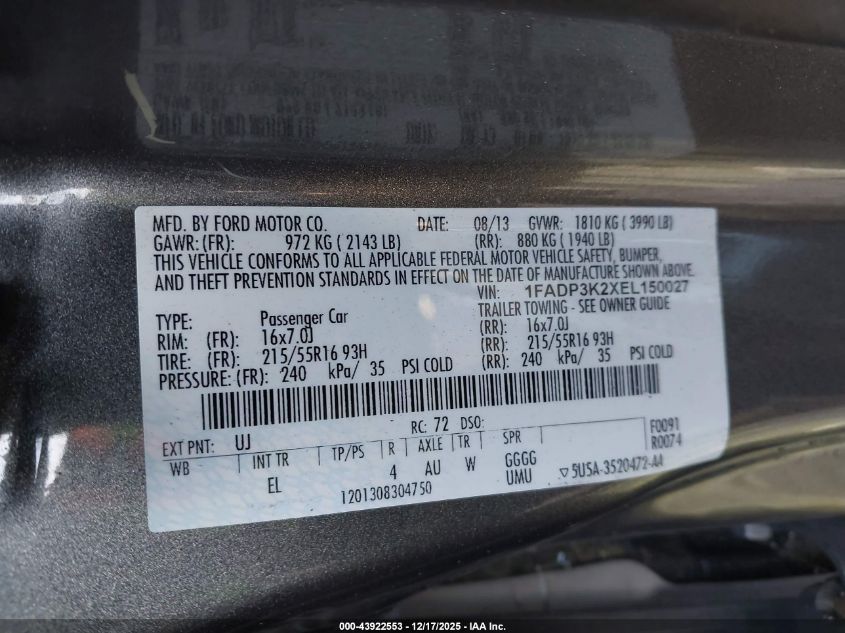 MFD. BY FORD MOTOR CO. DATE: 08/13 GVWR: 1810 KG ( 3990 LB)
GAWR: (FR): 972 KG ( 2143 LB) (RR): 880 KG ( 1940 LB)
THIS VEHICLE CONFORMS TO ALL APPLICABLE FEDERAL MOTOR VEHICLE SAFETY, BUMPER,
AND THEFT PREVENTION STANDARDS IN EFFECT ON THE DATE OF MANUFACTURE SHOWN ABOVE.
VIN: 1FADP3K2XEL150027
TYPE: Passenger Car TRAILER TOWING - SEE OWNER GUIDE
RIM: (FR): 16x7.0J (RR): 16x7.0J
TIRE: (FR): 215/55R16 93H (RR): 215/55R16 93H
PRESSURE: (FR): 240 kPa/ 35 PSI COLD (RR): 240 kPa/ 35 PSI COLD
EXT PNT: UJ RC: 72 DSO: F0091
WB INT TR TP/PS R AXLE TR SPR R0074
EL 4 AU W GGGG
UMU ▽5U5A-3520472-AA
1201308304750
000-43922553 - 12/17/2025 - IAA Inc.